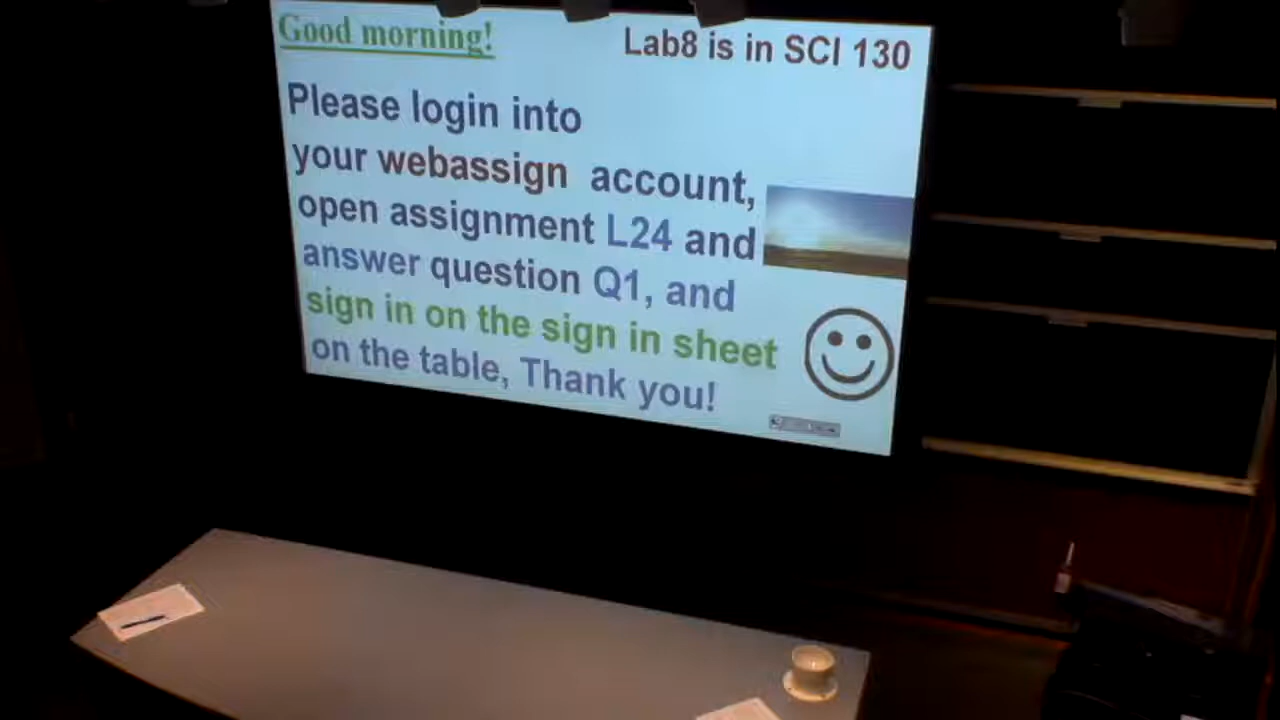 Good morning!
Lab8 is in SCI 130
Please login into
your webassign account,
open assignment L24 and
answer question Q1, and
sign in on the sign in sheet
on the table, Thank you!